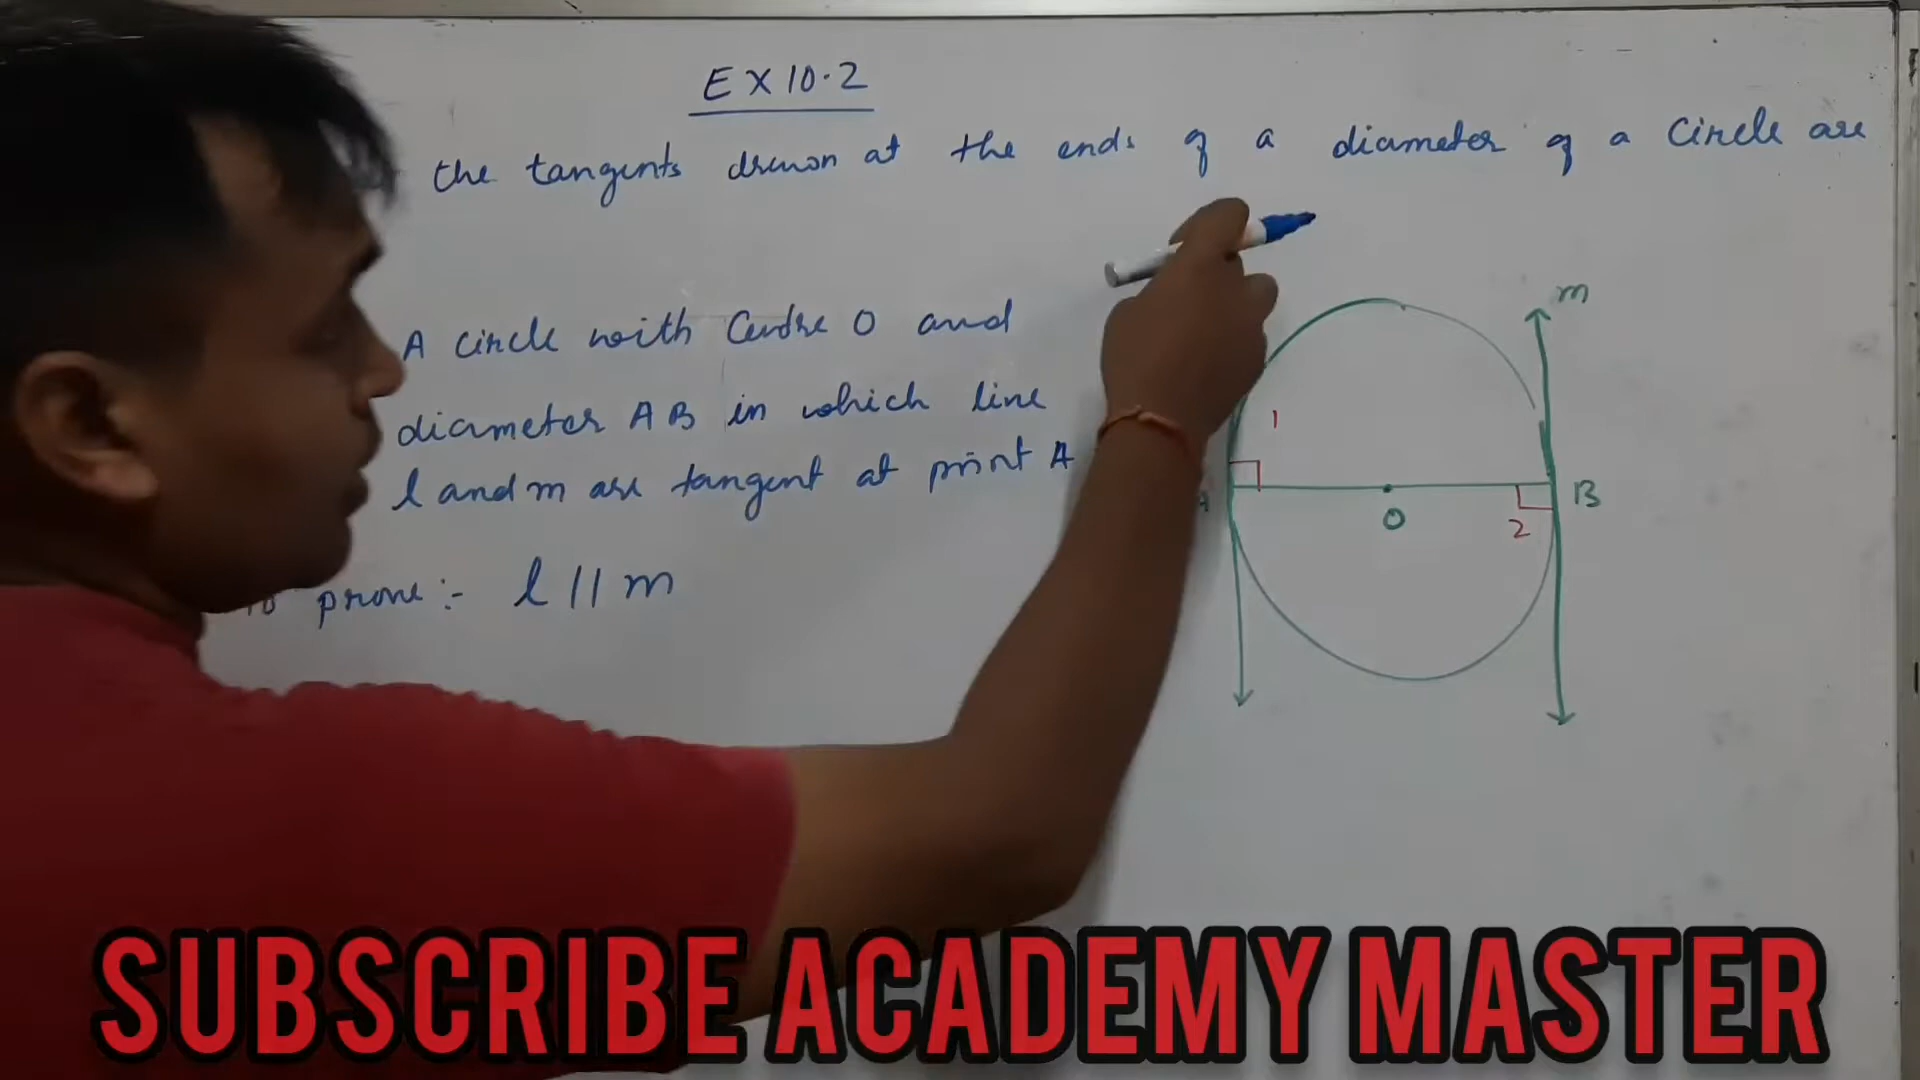 EX 10.2
the tangents drawn at the ends of a diameter of a Circle are
A circle with Centre O and
diameter AB in which line
l and m are tangent at point A
To prove :- l || m
m
1
A
B
O
2
SUBSCRIBE ACADEMY MASTER